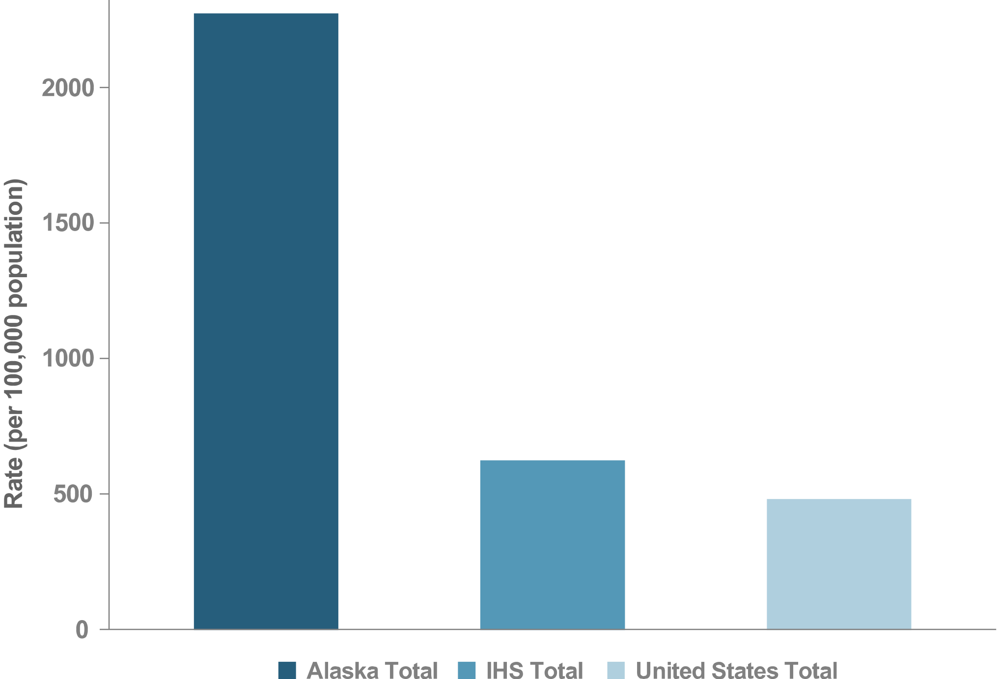 Rate (per 100,000 population)
2000
1500
1000
500
0
Alaska Total
IHS Total
United States Total